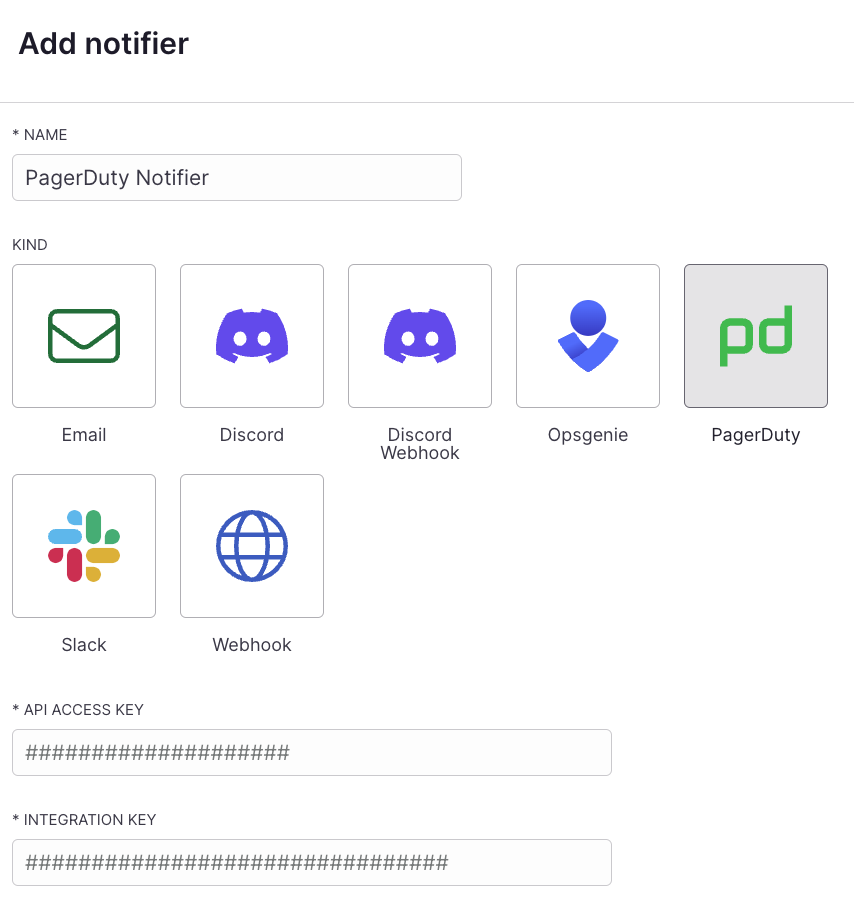 Add notifier
* NAME
PagerDuty Notifier
KIND
pd
Email
Discord
Discord
Webhook
Opsgenie
PagerDuty
Slack
Webhook
* API ACCESS KEY
####################
* INTEGRATION KEY
################################